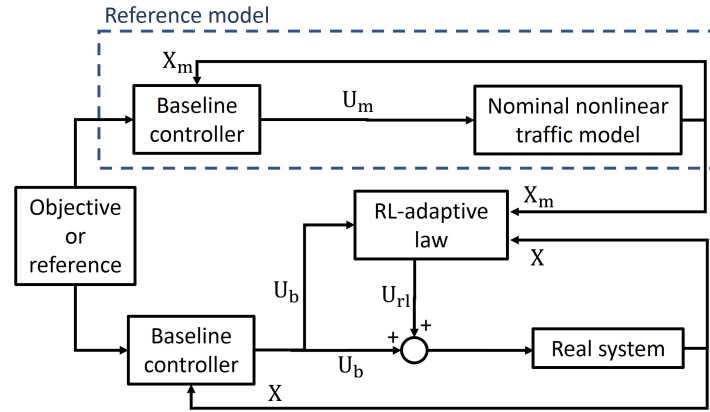 Reference model
Xm
Baseline
controller
Um
Nominal nonlinear
traffic model
Objective
or
reference
RL-adaptive
law
Xm
X
Ub
Url
Baseline
controller
+
+
Ub
Real system
X